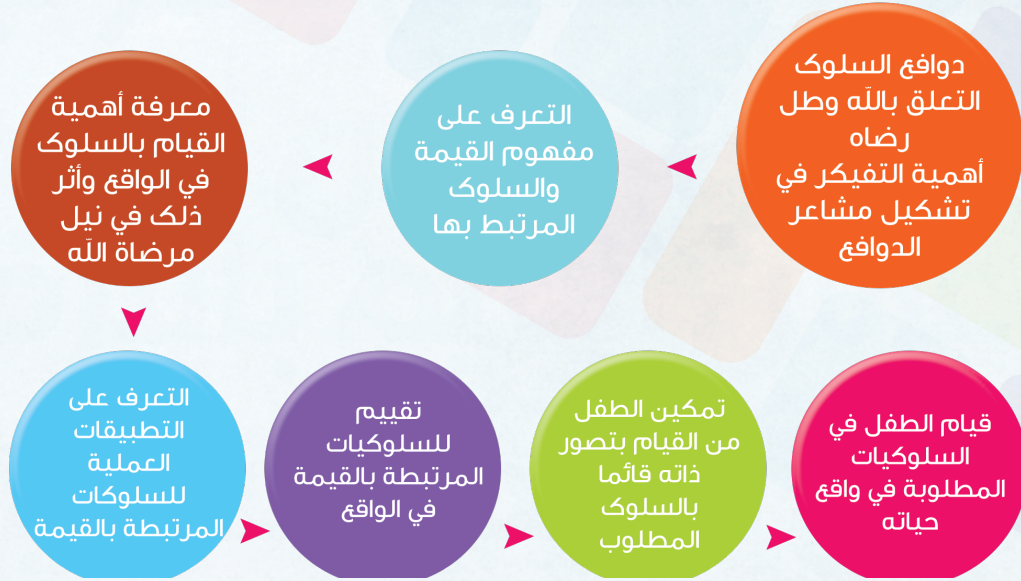 دوافع السلوك
التعلق بالله وطل
رضاه
أهمية التفيكر في
تشكيل مشاعر
الدوافع
التعرف على
مفهوم القيمة
والسلوك
المرتبط بها
معرفة أهمية
القيام بالسلوك
في الواقع وأثر
ذلك في نيل
مرضاة الله
التعرف على
التطبيقات
العملية
للسلوكات
المرتبطة بالقيمة
تقييم
للسلوكيات
المرتبطة بالقيمة
في الواقع
تمكين الطفل
من القيام بتصور
ذاته قائما
بالسلوك
المطلوب
قيام الطفل في
السلوكيات
المطلوبة في واقع
حياته